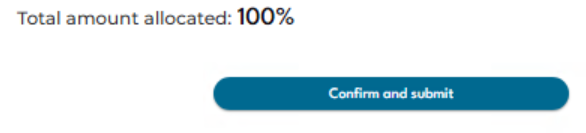 Total amount allocated: 100%
Confirm and submit